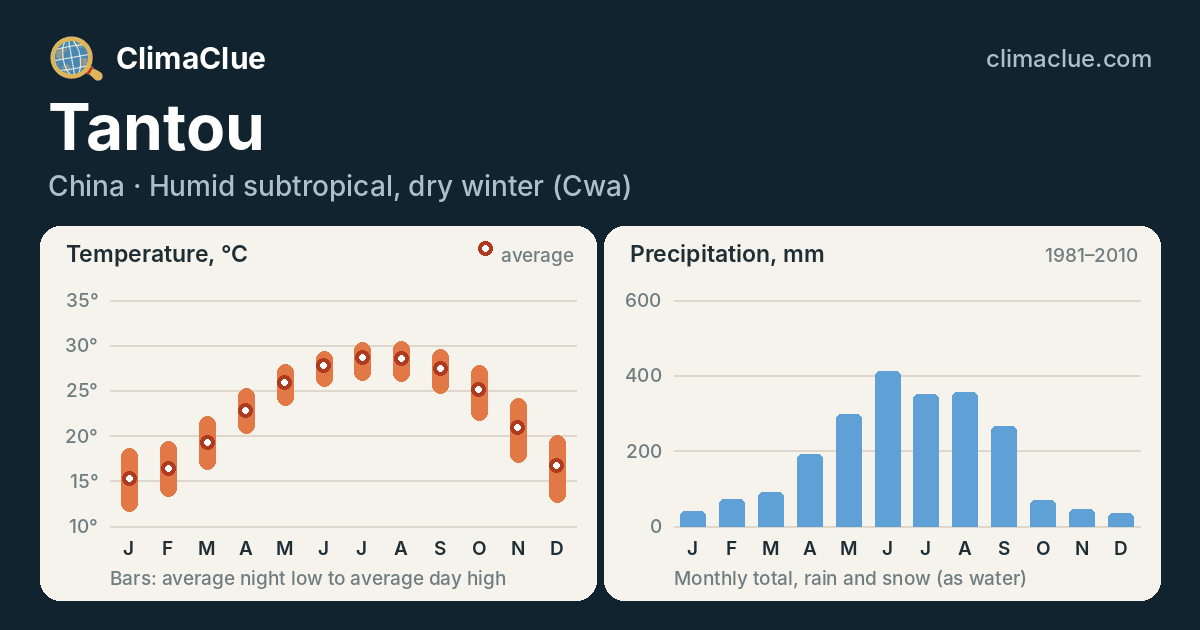 ClimaClue
climaclue.com
Tantou
China · Humid subtropical, dry winter (Cwa)
Temperature, °C
average
35°
30°
25°
20°
15°
10°
J F M A M J J A S O N D
Bars: average night low to average day high
Precipitation, mm
1981–2010
600
400
200
0
J F M A M J J A S O N D
Monthly total, rain and snow (as water)